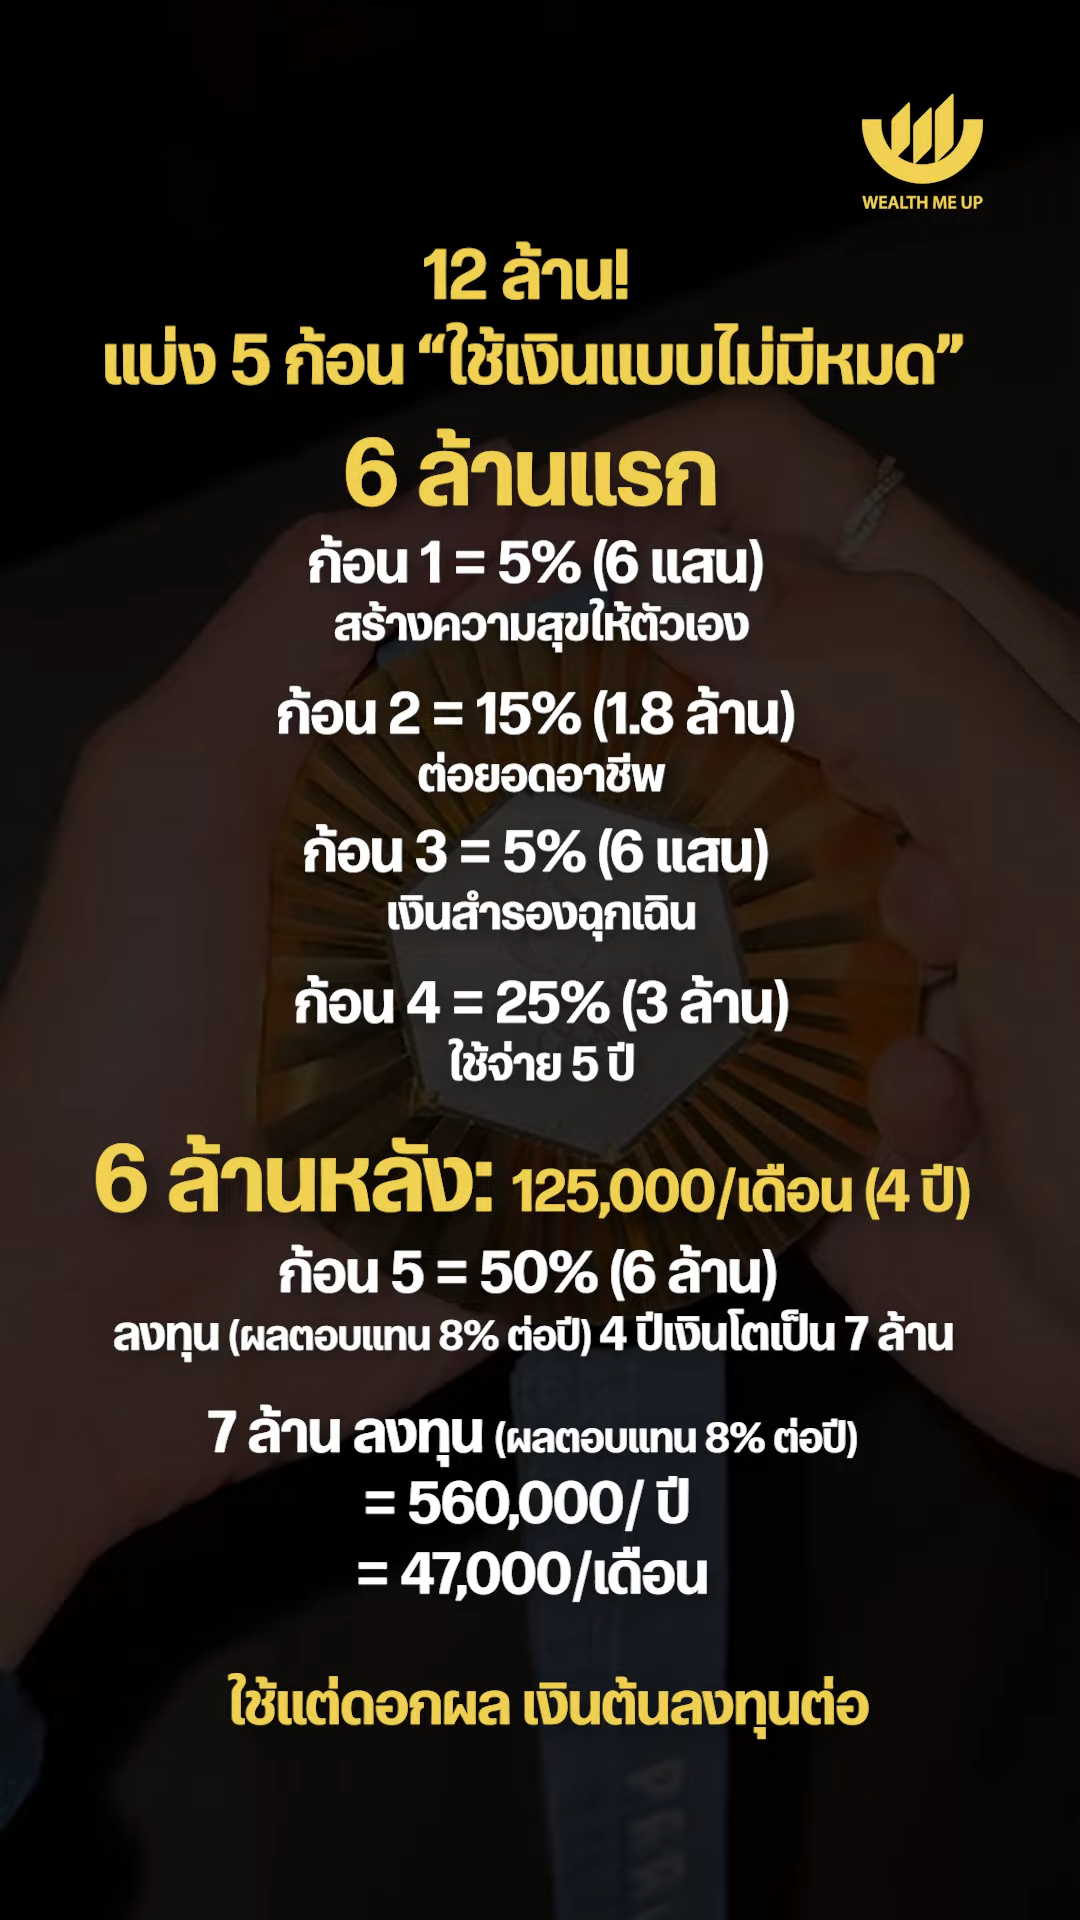 WEALTH ME UP
12 ล้าน!
แบ่ง 5 ก้อน “ใช้เงินแบบไม่มีหมด”
6 ล้านแรก
ก้อน 1 = 5% (6 แสน)
สร้างความสุขให้ตัวเอง
ก้อน 2 = 15% (1.8 ล้าน)
ต่อยอดอาชีพ
ก้อน 3 = 5% (6 แสน)
เงินสำรองฉุกเฉิน
ก้อน 4 = 25% (3 ล้าน)
ใช้จ่าย 5 ปี
6 ล้านหลัง: 125,000/เดือน (4 ปี)
ก้อน 5 = 50% (6 ล้าน)
ลงทุน (ผลตอบแทน 8% ต่อปี) 4 ปีเงินโตเป็น 7 ล้าน
7 ล้าน ลงทุน (ผลตอบแทน 8% ต่อปี)
= 560,000/ ปี
= 47,000/เดือน
ใช้แต่ดอกผล เงินต้นลงทุนต่อ